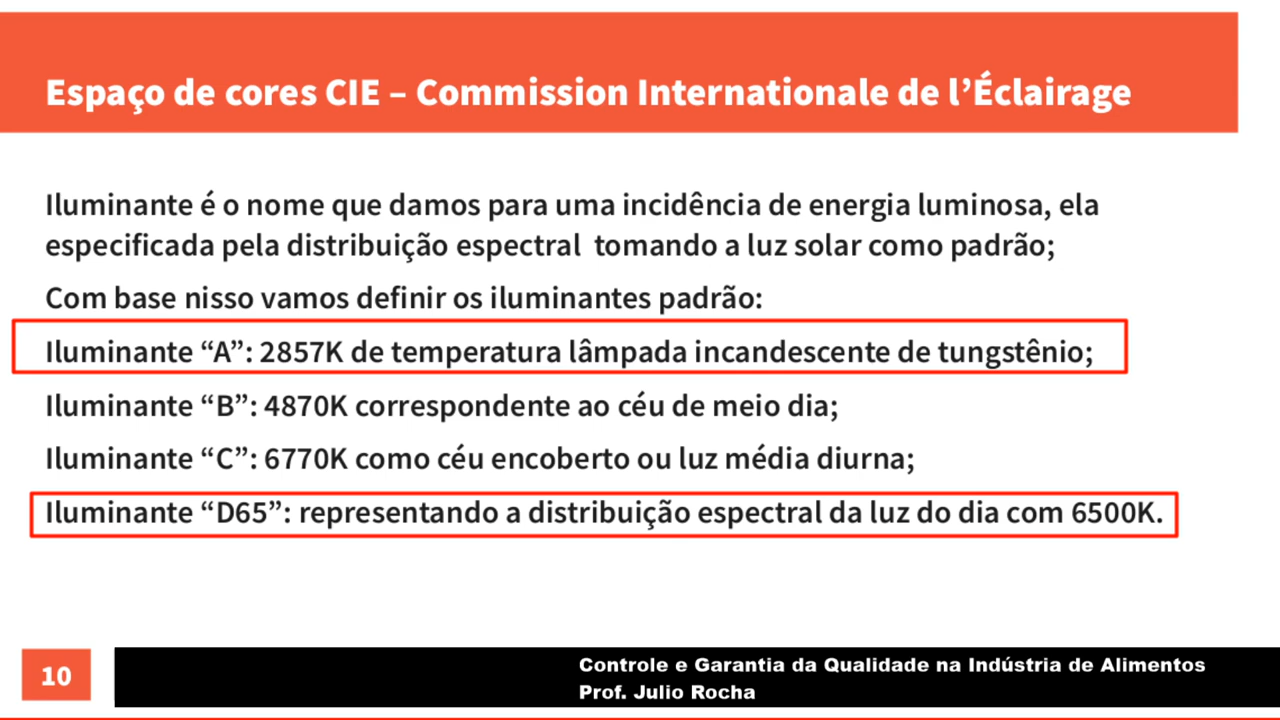 Espaço de cores CIE – Commission Internationale de l’Éclairage
Iluminante é o nome que damos para uma incidência de energia luminosa, ela
especificada pela distribuição espectral tomando a luz solar como padrão;
Com base nisso vamos definir os iluminantes padrão:
Iluminante “A”: 2857K de temperatura lâmpada incandescente de tungstênio;
Iluminante “B”: 4870K correspondente ao céu de meio dia;
Iluminante “C”: 6770K como céu encoberto ou luz média diurna;
Iluminante “D65”: representando a distribuição espectral da luz do dia com 6500K.
10
Controle e Garantia da Qualidade na Indústria de Alimentos
Prof. Julio Rocha